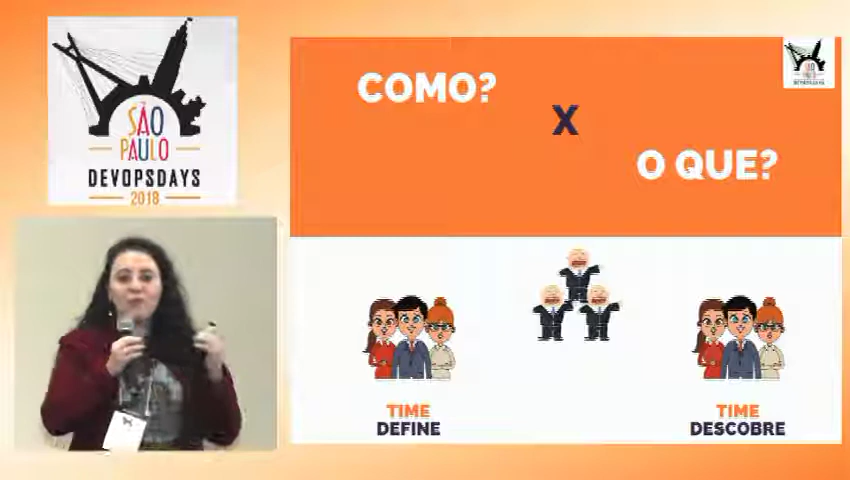 SÃO
PAULO
DEVOPSDAYS
2018
COMO?
X
O QUE?
TIME
DEFINE
TIME
DESCOBRE